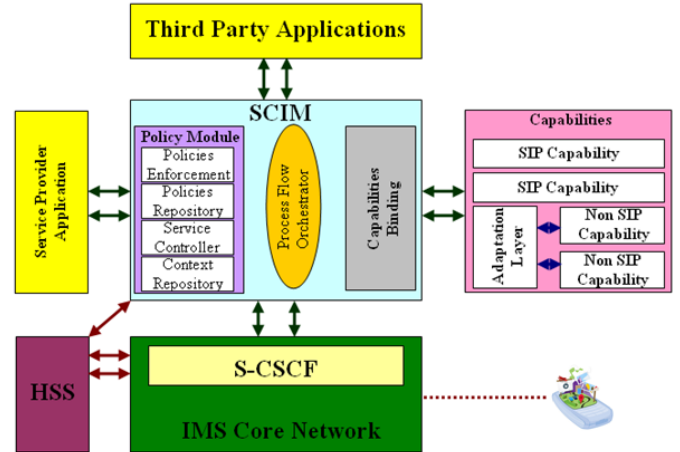 Third Party Applications
SCIM
Policy Module
Policies
Enforcement
Policies
Repository
Service
Controller
Context
Repository
Process Flow
Orchestrator
Capabilities
Binding
Service Provider
Application
Capabilities
SIP Capability
SIP Capability
Adaptation
Layer
Non SIP
Capability
Non SIP
Capability
HSS
S-CSCF
IMS Core Network